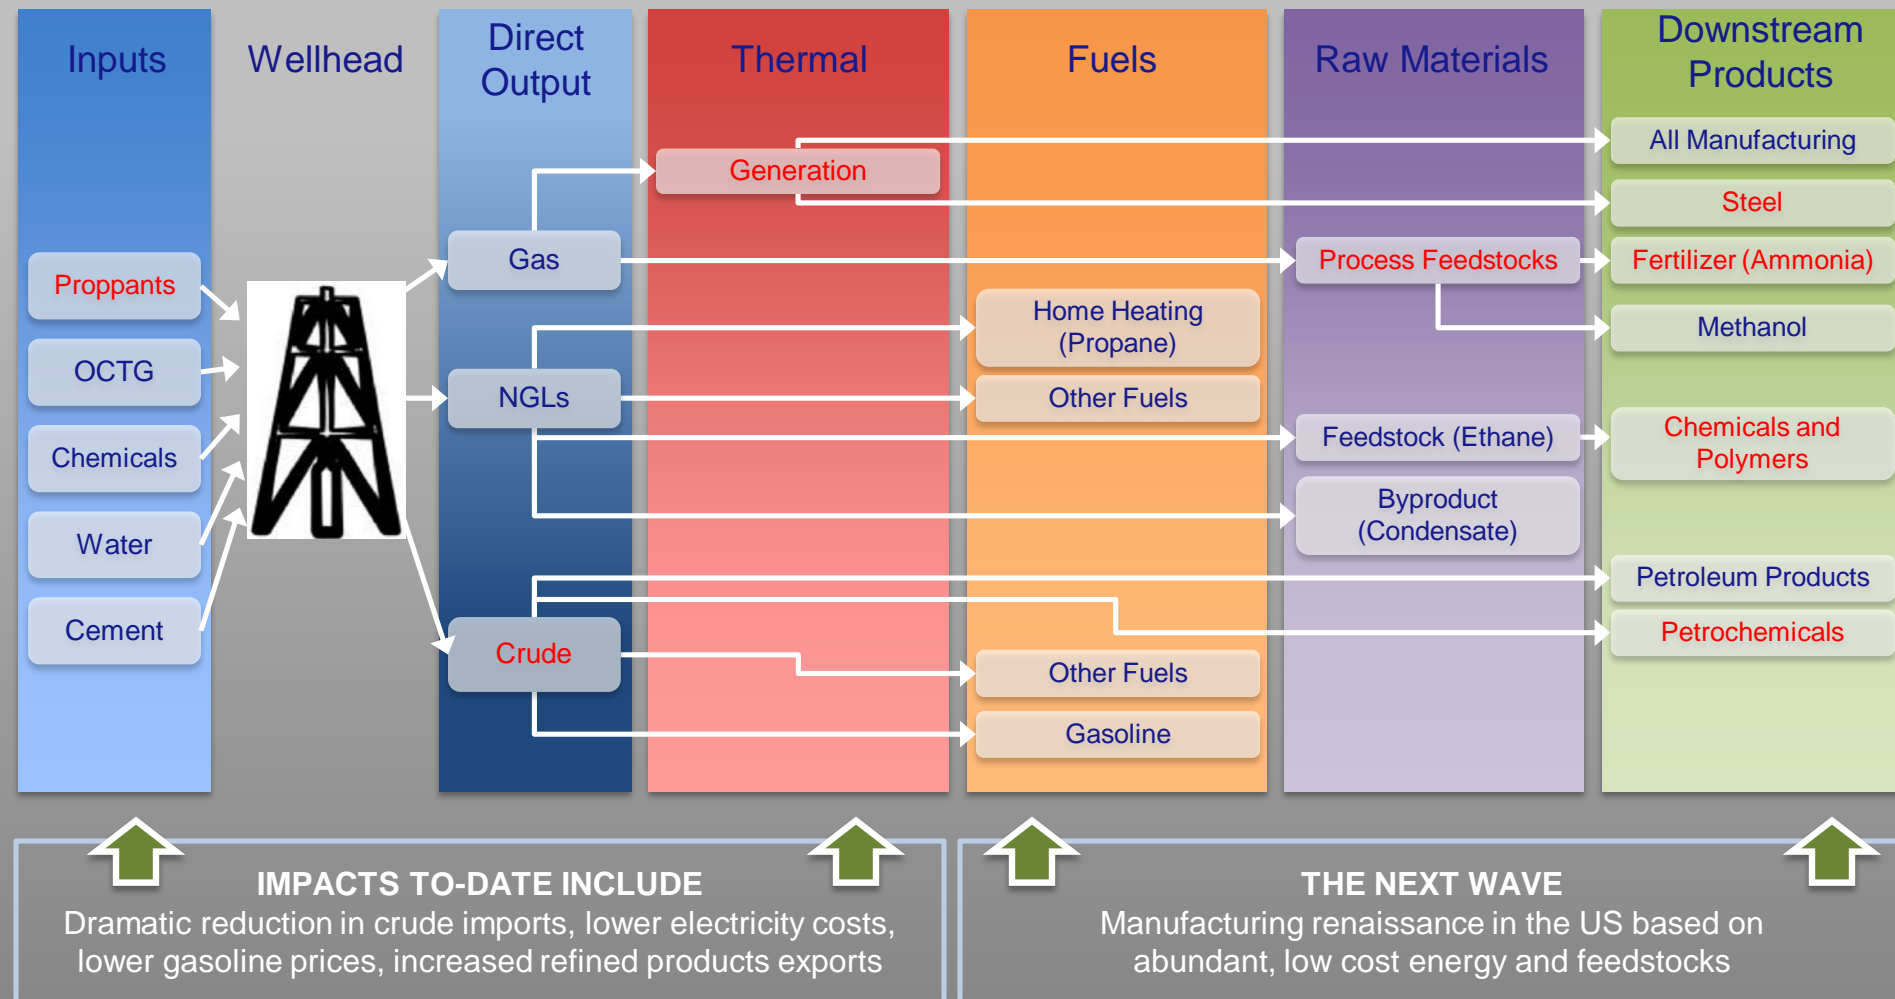 Inputs
Wellhead
Direct
Output
Thermal
Fuels
Raw Materials
Downstream
Products
Proppants
OCTG
Chemicals
Water
Cement
Gas
NGLs
Crude
Generation
Home Heating
(Propane)
Other Fuels
Other Fuels
Gasoline
Process Feedstocks
Feedstock (Ethane)
Byproduct
(Condensate)
All Manufacturing
Steel
Fertilizer (Ammonia)
Methanol
Chemicals and
Polymers
Petroleum Products
Petrochemicals
IMPACTS TO-DATE INCLUDE
Dramatic reduction in crude imports, lower electricity costs,
lower gasoline prices, increased refined products exports
THE NEXT WAVE
Manufacturing renaissance in the US based on
abundant, low cost energy and feedstocks